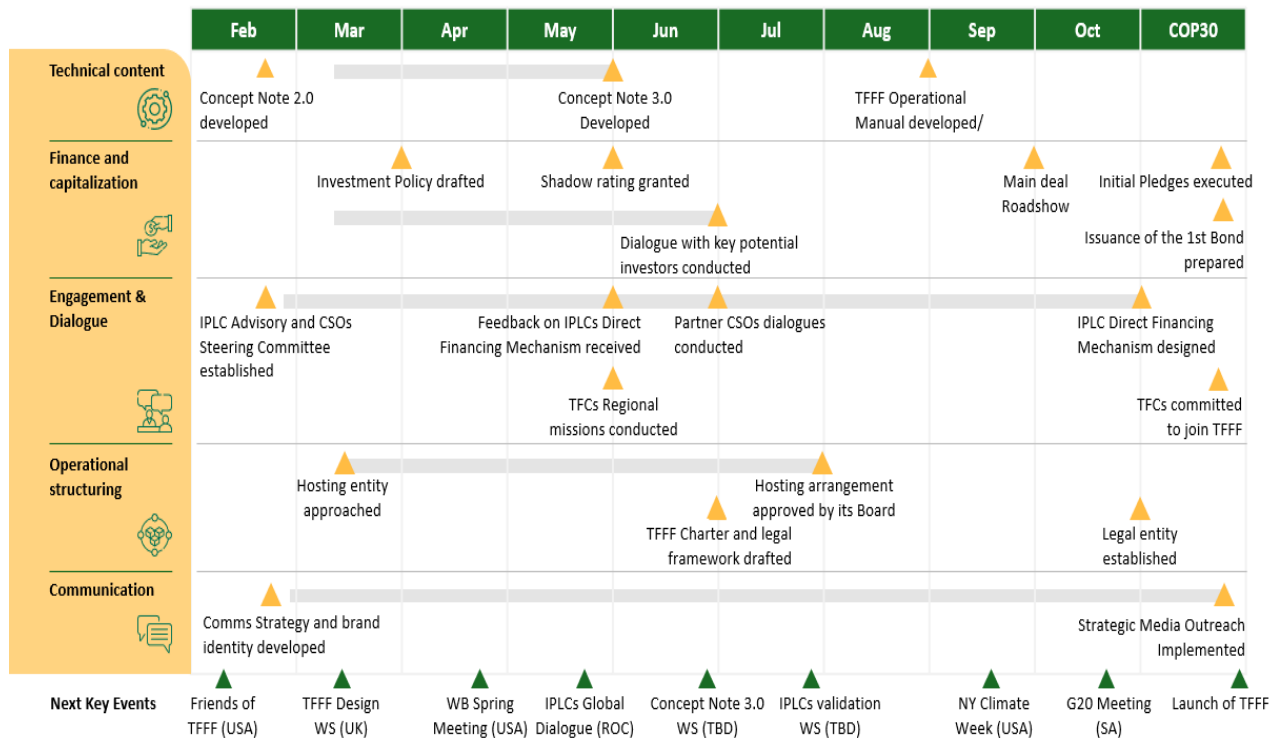 Feb Mar Apr May Jun Jul Aug Sep Oct COP30
Technical content
Concept Note 2.0
developed
Concept Note 3.0
Developed
TFFF Operational
Manual developed/
Finance and
capitalization
Investment Policy drafted
Shadow rating granted
Main deal
Roadshow
Initial Pledges executed
Dialogue with key potential
investors conducted
Issuance of the 1st Bond
prepared
Engagement &
Dialogue
IPLC Advisory and CSOs
Steering Committee
established
Feedback on IPLCs Direct
Financing Mechanism received
Partner CSOs dialogues
conducted
IPLC Direct Financing
Mechanism designed
TFCs Regional
missions conducted
TFCs committed
to join TFFF
Operational
structuring
Hosting entity
approached
Hosting arrangement
approved by its Board
TFFF Charter and legal
framework drafted
Legal entity
established
Communication
Comms Strategy and brand
identity developed
Strategic Media Outreach
Implemented
Next Key Events
Friends of
TFFF (USA)
TFFF Design
WS (UK)
WB Spring
Meeting (USA)
IPLCs Global
Dialogue (ROC)
Concept Note 3.0
WS (TBD)
IPLCs validation
WS (TBD)
NY Climate
Week (USA)
G20 Meeting
(SA)
Launch of TFFF